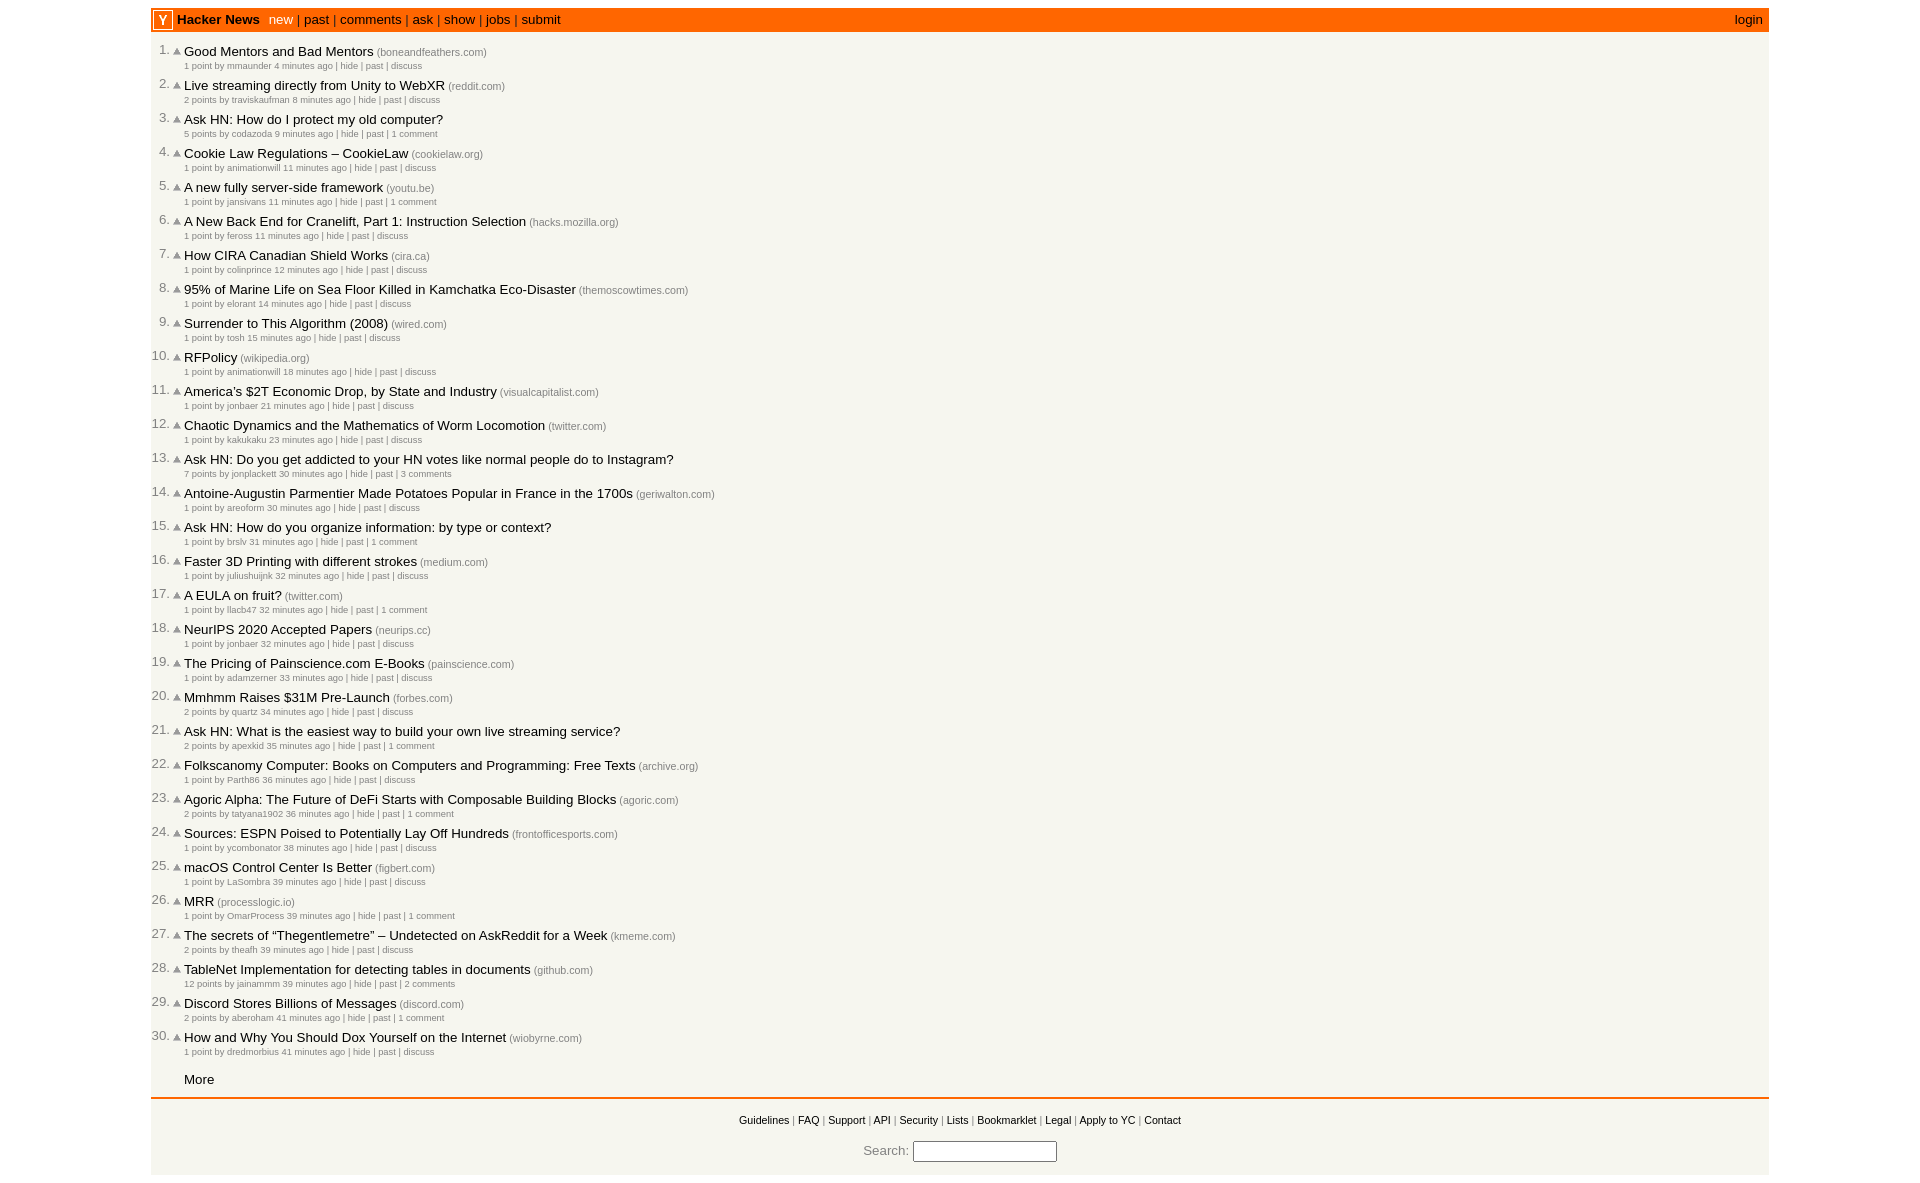 Y Hacker News new | past | comments | ask | show | jobs | submit login
1. Good Mentors and Bad Mentors (boneandfeathers.com)
1 point by mmaunder 4 minutes ago | hide | past | discuss
2. Live streaming directly from Unity to WebXR (reddit.com)
2 points by traviskaufman 8 minutes ago | hide | past | discuss
3. Ask HN: How do I protect my old computer?
5 points by codazoda 9 minutes ago | hide | past | 1 comment
4. Cookie Law Regulations – CookieLaw (cookielaw.org)
1 point by animationwill 11 minutes ago | hide | past | discuss
5. A new fully server-side framework (youtu.be)
1 point by jansivans 11 minutes ago | hide | past | 1 comment
6. A New Back End for Cranelift, Part 1: Instruction Selection (hacks.mozilla.org)
1 point by feross 11 minutes ago | hide | past | discuss
7. How CIRA Canadian Shield Works (cira.ca)
1 point by colinprince 12 minutes ago | hide | past | discuss
8. 95% of Marine Life on Sea Floor Killed in Kamchatka Eco-Disaster (themoscowtimes.com)
1 point by elorant 14 minutes ago | hide | past | discuss
9. Surrender to This Algorithm (2008) (wired.com)
1 point by tosh 15 minutes ago | hide | past | discuss
10. RFPolicy (wikipedia.org)
1 point by animationwill 18 minutes ago | hide | past | discuss
11. America’s $2T Economic Drop, by State and Industry (visualcapitalist.com)
1 point by jonbaer 21 minutes ago | hide | past | discuss
12. Chaotic Dynamics and the Mathematics of Worm Locomotion (twitter.com)
1 point by kakukaku 23 minutes ago | hide | past | discuss
13. Ask HN: Do you get addicted to your HN votes like normal people do to Instagram?
7 points by jonplackett 30 minutes ago | hide | past | 3 comments
14. Antoine-Augustin Parmentier Made Potatoes Popular in France in the 1700s (geriwalton.com)
1 point by areoform 30 minutes ago | hide | past | discuss
15. Ask HN: How do you organize information: by type or context?
1 point by brslv 31 minutes ago | hide | past | 1 comment
16. Faster 3D Printing with different strokes (medium.com)
1 point by juliushuijnk 32 minutes ago | hide | past | discuss
17. A EULA on fruit? (twitter.com)
1 point by llacb47 32 minutes ago | hide | past | 1 comment
18. NeurIPS 2020 Accepted Papers (neurips.cc)
1 point by jonbaer 32 minutes ago | hide | past | discuss
19. The Pricing of Painscience.com E-Books (painscience.com)
1 point by adamzerner 33 minutes ago | hide | past | discuss
20. Mmhmm Raises $31M Pre-Launch (forbes.com)
2 points by quartz 34 minutes ago | hide | past | discuss
21. Ask HN: What is the easiest way to build your own live streaming service?
2 points by apexkid 35 minutes ago | hide | past | 1 comment
22. Folkscanomy Computer: Books on Computers and Programming: Free Texts (archive.org)
1 point by Parth86 36 minutes ago | hide | past | discuss
23. Agoric Alpha: The Future of DeFi Starts with Composable Building Blocks (agoric.com)
2 points by tatyana1902 36 minutes ago | hide | past | 1 comment
24. Sources: ESPN Poised to Potentially Lay Off Hundreds (frontofficesports.com)
1 point by ycombonator 38 minutes ago | hide | past | discuss
25. macOS Control Center Is Better (figbert.com)
1 point by LaSombra 39 minutes ago | hide | past | discuss
26. MRR (processlogic.io)
1 point by OmarProcess 39 minutes ago | hide | past | 1 comment
27. The secrets of “Thegentlemetre” – Undetected on AskReddit for a Week (kmeme.com)
2 points by theafh 39 minutes ago | hide | past | discuss
28. TableNet Implementation for detecting tables in documents (github.com)
12 points by jainammm 39 minutes ago | hide | past | 2 comments
29. Discord Stores Billions of Messages (discord.com)
2 points by aberoham 41 minutes ago | hide | past | 1 comment
30. How and Why You Should Dox Yourself on the Internet (wiobyrne.com)
1 point by dredmorbius 41 minutes ago | hide | past | discuss
More
Guidelines | FAQ | Support | API | Security | Lists | Bookmarklet | Legal | Apply to YC | Contact
Search: